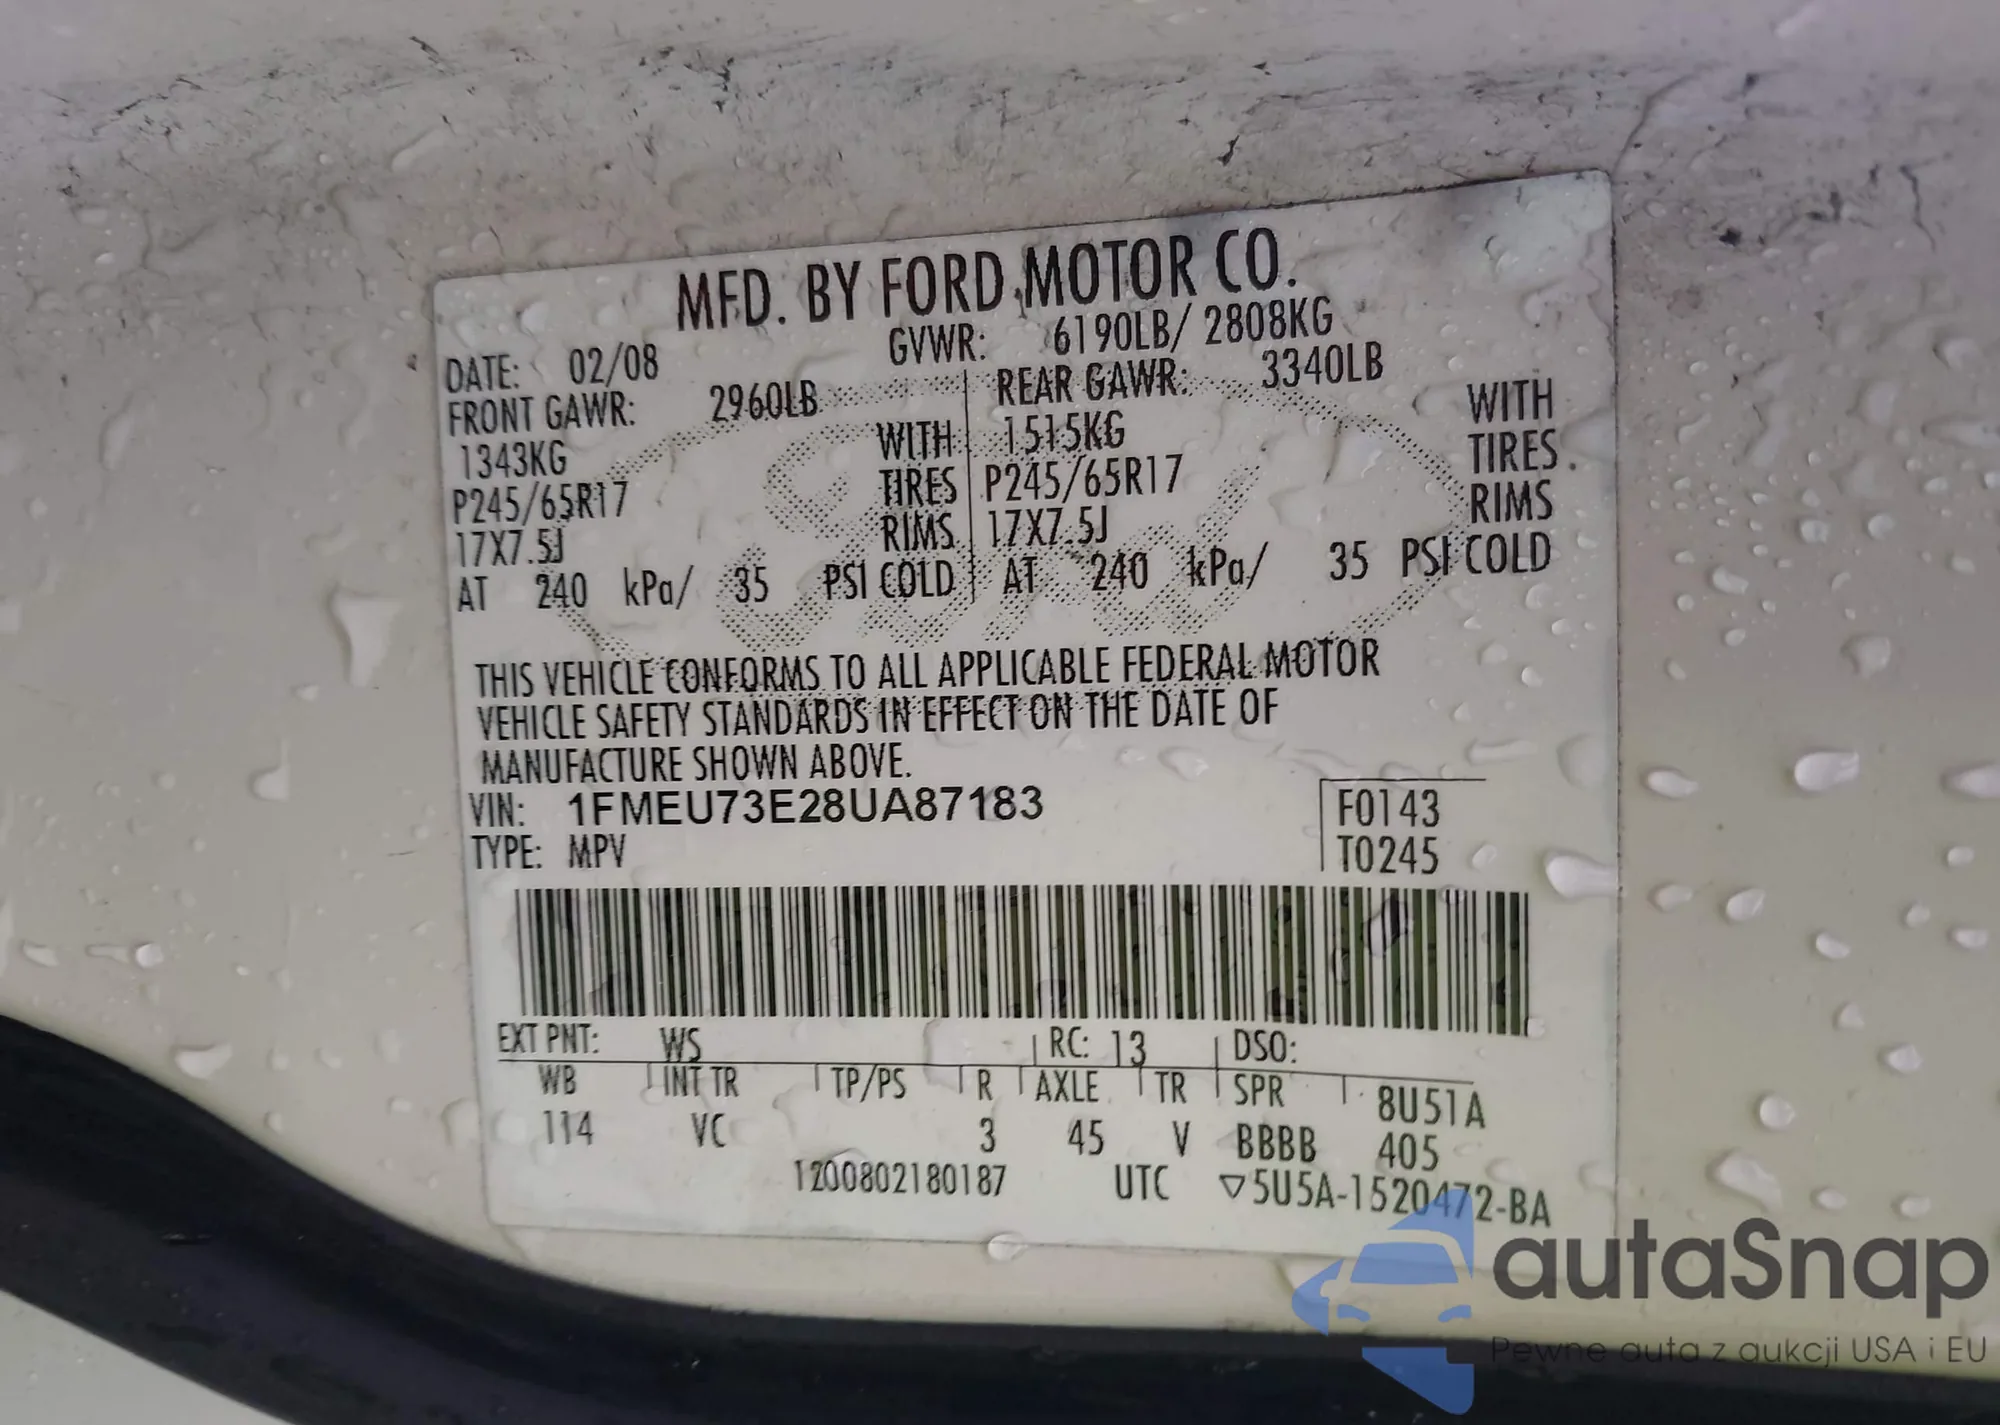 MFD. BY FORD MOTOR CO.
DATE: 02/08 GVWR: 6190LB/ 2808KG
FRONT GAWR: 2960LB REAR GAWR: 3340LB
1343KG WITH 1515KG WITH
P245/65R17 TIRES P245/65R17 TIRES
17X7.5J RIMS 17X7.5J RIMS
AT 240 kPa/ 35 PSI COLD AT 240 kPa/ 35 PSI COLD
THIS VEHICLE CONFORMS TO ALL APPLICABLE FEDERAL MOTOR
VEHICLE SAFETY STANDARDS IN EFFECT ON THE DATE OF
MANUFACTURE SHOWN ABOVE.
VIN: 1FMEU73E28UA87183 F0143
TYPE: MPV T0245
EXT PNT: WS RC: 13 DSO:
WB INT TR TP/PS R AXLE TR SPR 8U51A
114 VC 3 45 V BBBB 405
1200802180187 UTC ▽5U5A-1520472-BA
autaSnap
Pewne auta z aukcji USA i EU